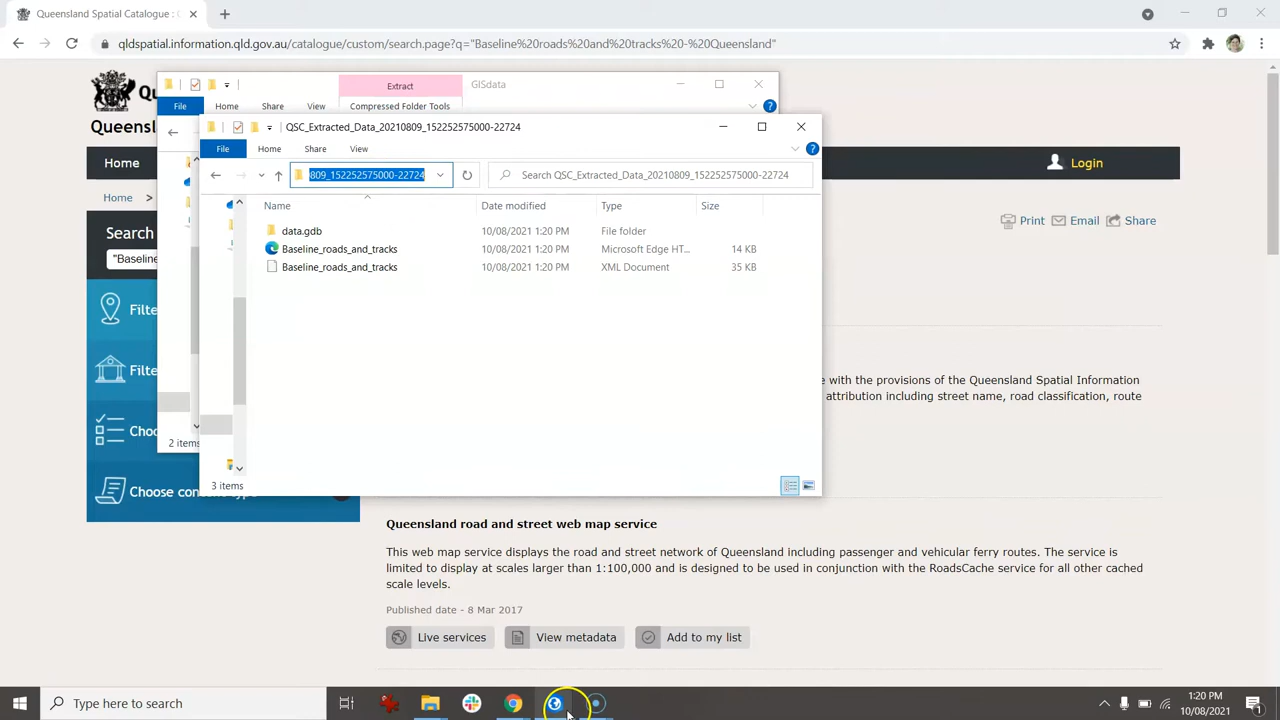 Queensland Spatial Catalogue :
qldspatial.information.qld.gov.au/catalogue/custom/search.page?q="Baseline%20roads%20and%20tracks%20-%20Queensland"
Extract
GISdata
File
Home
Share
View
Compressed Folder Tools
QSC_Extracted_Data_20210809_152252575000-22724
File
Home
Share
View
809_152252575000-22724
Search QSC_Extracted_Data_20210809_152252575000-22724
Name
Date modified
Type
Size
data.gdb
10/08/2021 1:20 PM
File folder
Baseline_roads_and_tracks
10/08/2021 1:20 PM
Microsoft Edge HT...
14 KB
Baseline_roads_and_tracks
10/08/2021 1:20 PM
XML Document
35 KB
3 items
2 items
Queensl
Home
Login
Home >
Print
Email
Share
Search
"Baseline
Filte
Filte
Choo
Choose con
e with the provisions of the Queensland Spatial Information
attribution including street name, road classification, route
Queensland road and street web map service
This web map service displays the road and street network of Queensland including passenger and vehicular ferry routes. The service is
limited to display at scales larger than 1:100,000 and is designed to be used in conjunction with the RoadsCache service for all other cached
scale levels.
Published date - 8 Mar 2017
Live services
View metadata
Add to my list
Type here to search
1:20 PM
10/08/2021
1